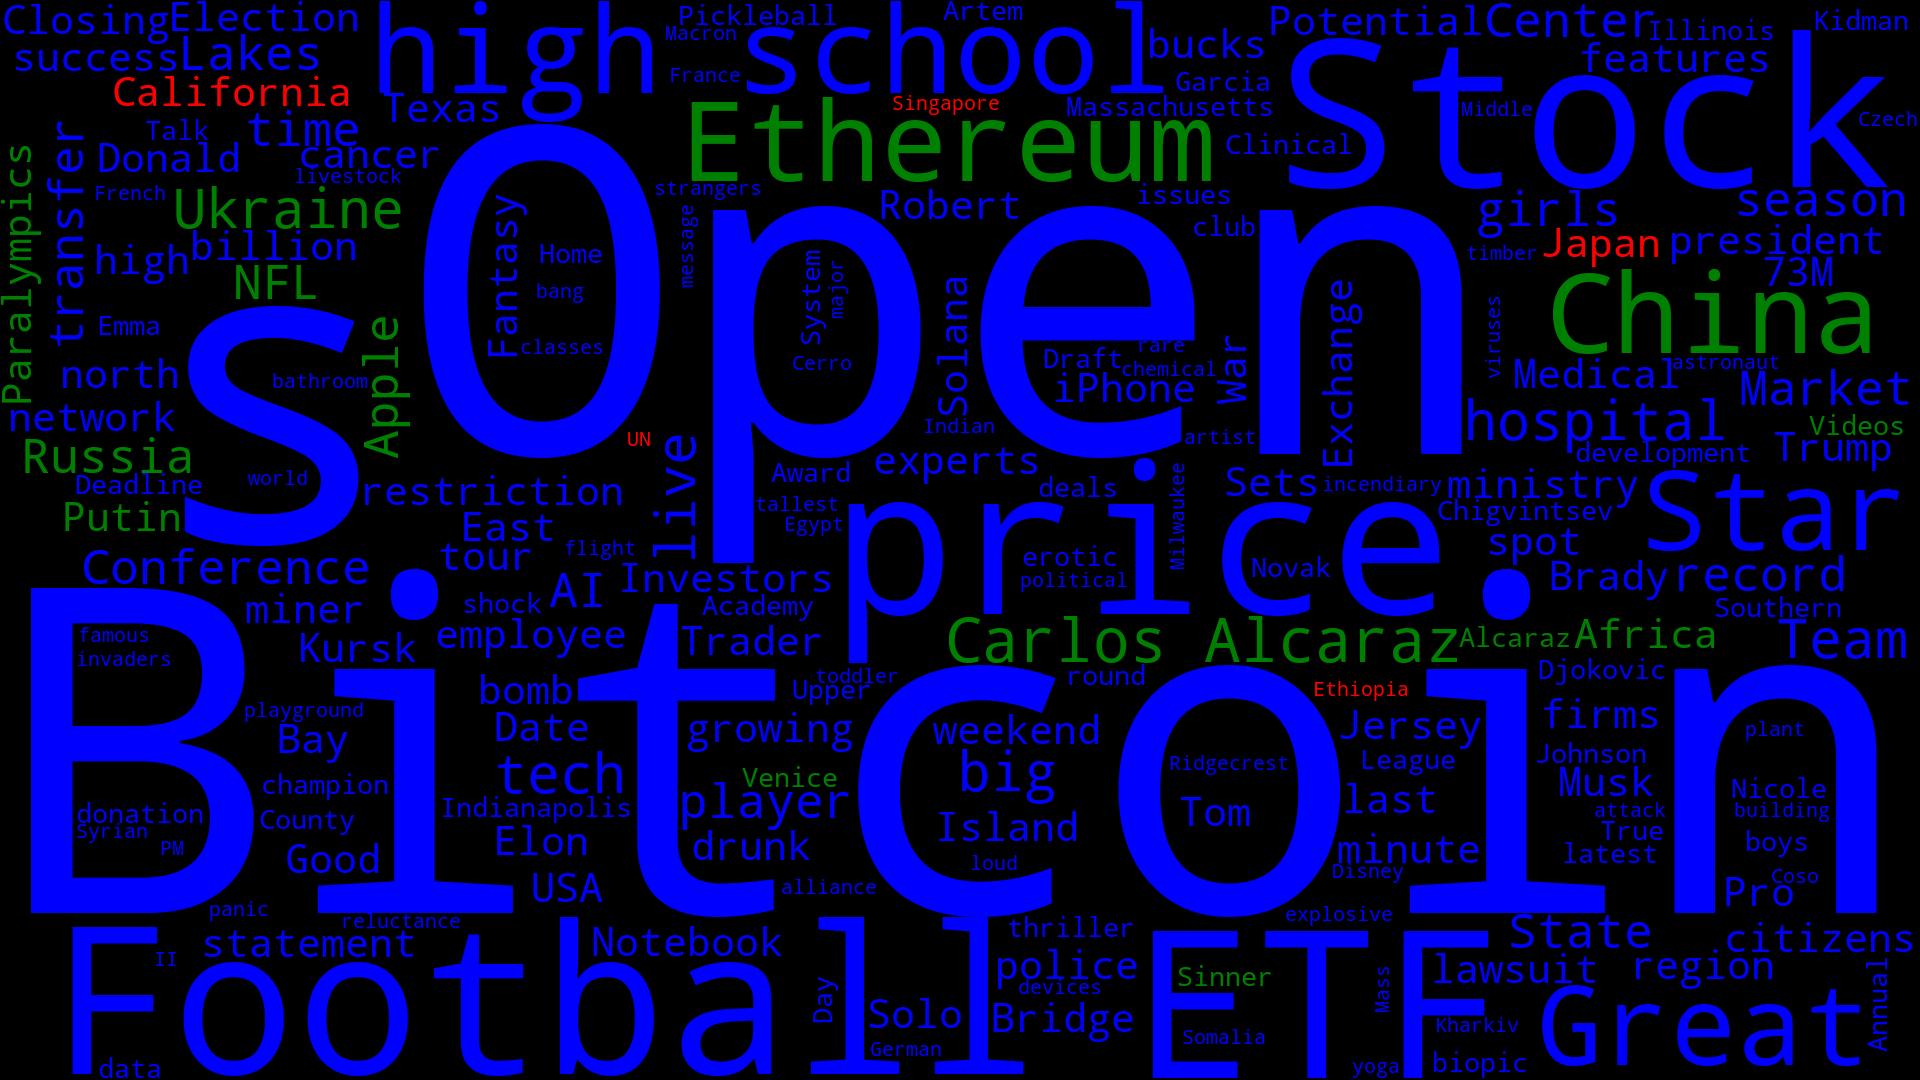 Closing
Election
high school
Pickleball
Macron
France
Artem
bucks
Potential
Center
Illinois
Kidman
success
Lakes
features
Stock
California
Texas
Garcia
Singapore
Massachusetts
Middle
Czech
Talk
time
Ethereum
Clinical
Donald
cancer
livestock
French
transfer
Paralympics
Ukraine
strangers
Robert
issues
club
girls
season
high
billion
Fantasy
Home
message
System
major
timber
Japan
president
73M
NFL
s Open
bang
Solana
Exchange
viruses
China
Emma
Apple
classes
Cerro
Draft
rare
chemical
War
astronaut
north
bathroom
iPhone
Medical
Market
network
Indian
artist
hospital
Videos
UN
Russia
world
live
Award
experts
development
Trump
Deadline
restriction
deals
Milwaukee
Sets
incendiary
ministry
Star
Putin
East
tallest
Egypt
price.
Chigvintsev
Conference
tour
flight
erotic
political
Novak
spot
miner
shock
AI
Investors
Brady
record
Academy
Southern
famous
invaders
Kursk
employee
Trader
Carlos Alcaraz
Alcaraz
Africa
Team
Bitcoin
bomb
toddler
Upper
round
Ethiopia
Djokovic
playground
Bay
Date
growing
weekend
Jersey
firms
plant
champion
tech
Venice
big
Ridgecrest
League
Johnson
Musk
Nicole
donation
Syrian
PM
County
Indianapolis
player
Island
Tom
last
attack
building
True
Good
Elon
drunk
loud
minute
latest
boys
USA
alliance
Disney
Coso
Pro
panic
reluctance
explosive
Football
II
statement
Notebook
thriller
ETF
State
citizens
police
Sinner
lawsuit
region
data
Day
Solo
devices
Bridge
Mass
Great
Annual
German
Somalia
Kharkiv
yoga
biopic